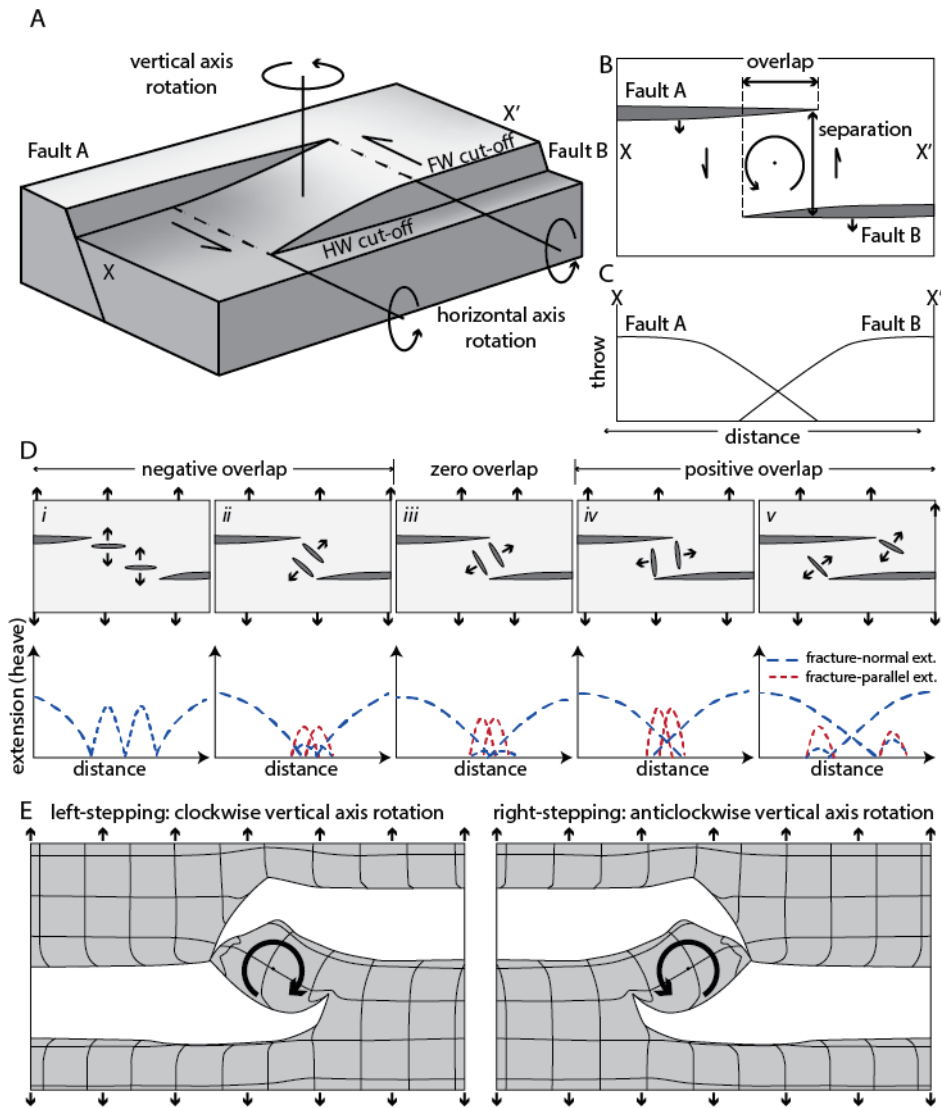 A
vertical axis
rotation
X'
Fault A
FW cut-off
Fault B
HW cut-off
X
horizontal axis
rotation
B
overlap
Fault A
separation
X
X'
Fault B
C
X
X'
Fault A
Fault B
throw
distance
D
negative overlap
zero overlap
positive overlap
i
ii
iii
iv
v
extension (heave)
fracture-normal ext.
fracture-parallel ext.
distance
distance
distance
distance
distance
E
left-stepping: clockwise vertical axis rotation
right-stepping: anticlockwise vertical axis rotation